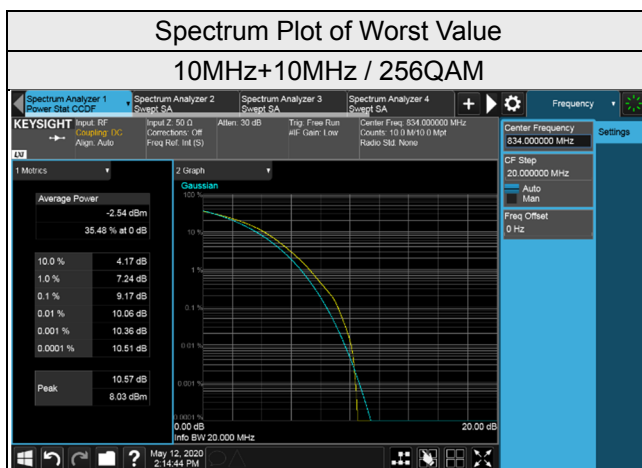 Spectrum Plot of Worst Value
10MHz+10MHz / 256QAM
Spectrum Analyzer 1
Power Stat CCDF
Spectrum Analyzer 2
Swept SA
Spectrum Analyzer 3
Swept SA
Spectrum Analyzer 4
Swept SA
Frequency
KEYSIGHT
Input: RF
Coupling: DC
Align: Auto
Input Z: 50 Ω
Corrections: Off
Freq Ref: Int (S)
Atten: 30 dB
Trig: Free Run
#IF Gain: Low
Center Freq: 834.000000 MHz
Counts: 10.0 M/10.0 Mpt
Radio Std: None
LXI
Center Frequency
834.000000 MHz
Settings
CF Step
20.000000 MHz
Auto
Man
Freq Offset
0 Hz
1 Metrics
Average Power
-2.54 dBm
35.48 % at 0 dB
10.0 % 4.17 dB
1.0 % 7.24 dB
0.1 % 9.17 dB
0.01 % 10.06 dB
0.001 % 10.36 dB
0.0001 % 10.51 dB
Peak
10.57 dB
8.03 dBm
2 Graph
Gaussian
100 %
10 %
1 %
0.1 %
0.01 %
0.001 %
0.0001 %
0.00 dB
20.00 dB
Info BW 20.000 MHz
May 12, 2020
2:14:44 PM